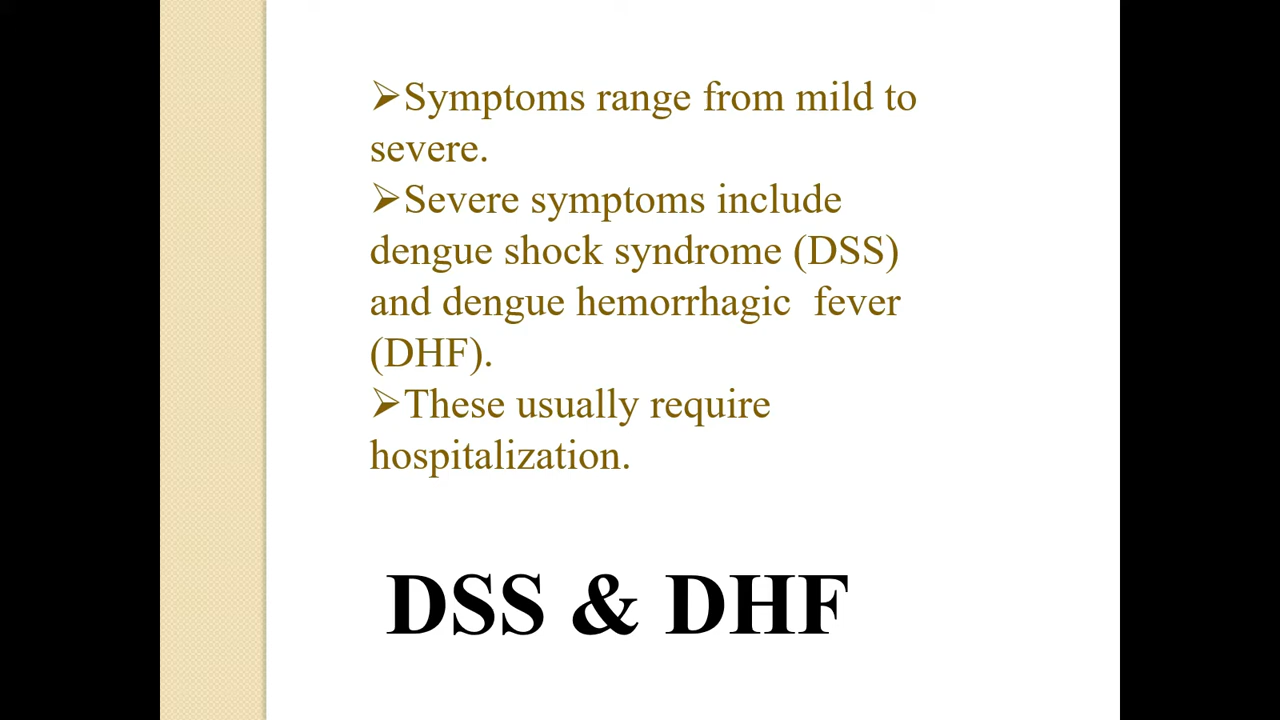 ➢Symptoms range from mild to
severe.
➢Severe symptoms include
dengue shock syndrome (DSS)
and dengue hemorrhagic  fever
(DHF).
➢These usually require
hospitalization.
DSS & DHF